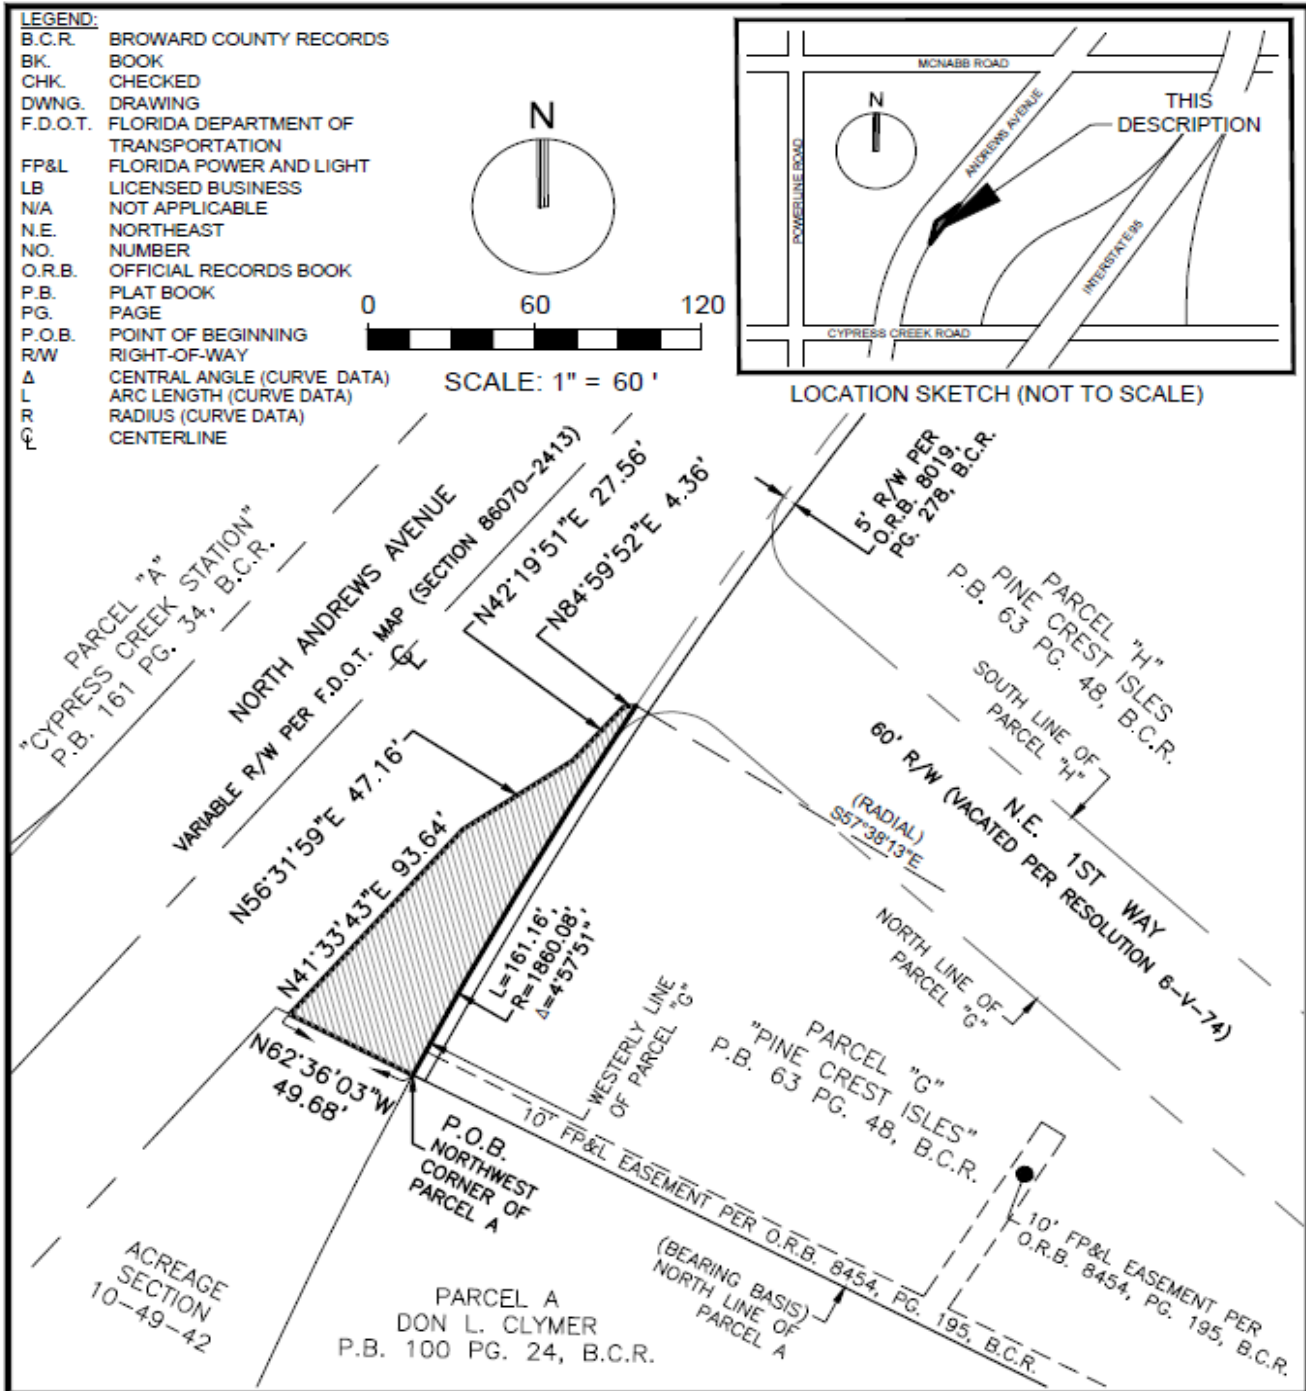 LEGEND:
B.C.R. BROWARD COUNTY RECORDS
BK. BOOK
CHK. CHECKED
DWNG. DRAWING
F.D.O.T. FLORIDA DEPARTMENT OF
TRANSPORTATION
FP&L FLORIDA POWER AND LIGHT
LB LICENSED BUSINESS
N/A NOT APPLICABLE
N.E. NORTHEAST
NO. NUMBER
O.R.B. OFFICIAL RECORDS BOOK
P.B. PLAT BOOK
PG. PAGE
P.O.B. POINT OF BEGINNING
R/W RIGHT-OF-WAY
Δ CENTRAL ANGLE (CURVE DATA)
L ARC LENGTH (CURVE DATA)
R RADIUS (CURVE DATA)
℄ CENTERLINE
N
0 60 120
SCALE: 1" = 60 '
MCNABB ROAD
N
THIS
DESCRIPTION
ANDREWS AVENUE
POWERLINE ROAD
INTERSTATE 95
CYPRESS CREEK ROAD
LOCATION SKETCH (NOT TO SCALE)
PARCEL "A"
"CYPRESS CREEK STATION"
P.B. 161 PG. 34, B.C.R.
NORTH ANDREWS AVENUE
VARIABLE R/W PER F.D.O.T. MAP (SECTION 86070-2413)
℄
N42°19'51"E 27.56'
N84°59'52"E 4.36'
5' R/W PER
O.R.B. 8019,
PG. 278, B.C.R.
PARCEL "H"
PINE CREST ISLES
P.B. 63 PG. 48, B.C.R.
SOUTH LINE OF
PARCEL "H"
N.E. 1ST WAY
60' R/W (VACATED PER RESOLUTION 6-V-74)
(RADIAL)
S57°38'13"E
N56°31'59"E 47.16'
N41°33'43"E 93.64'
L=161.16'
R=1860.08'
Δ=4°57'51"
NORTH LINE OF
PARCEL "G"
WESTERLY LINE
OF PARCEL "G"
PARCEL "G"
"PINE CREST ISLES"
P.B. 63 PG. 48, B.C.R.
N62°36'03"W
49.68'
P.O.B.
NORTHWEST
CORNER OF
PARCEL A
10' FP&L EASEMENT PER O.R.B. 8454, PG. 195, B.C.R.
10' FP&L EASEMENT PER
O.R.B. 8454, PG. 195, B.C.R.
(BEARING BASIS)
NORTH LINE OF
PARCEL A
ACREAGE
SECTION
10-49-42
PARCEL A
DON L. CLYMER
P.B. 100 PG. 24, B.C.R.